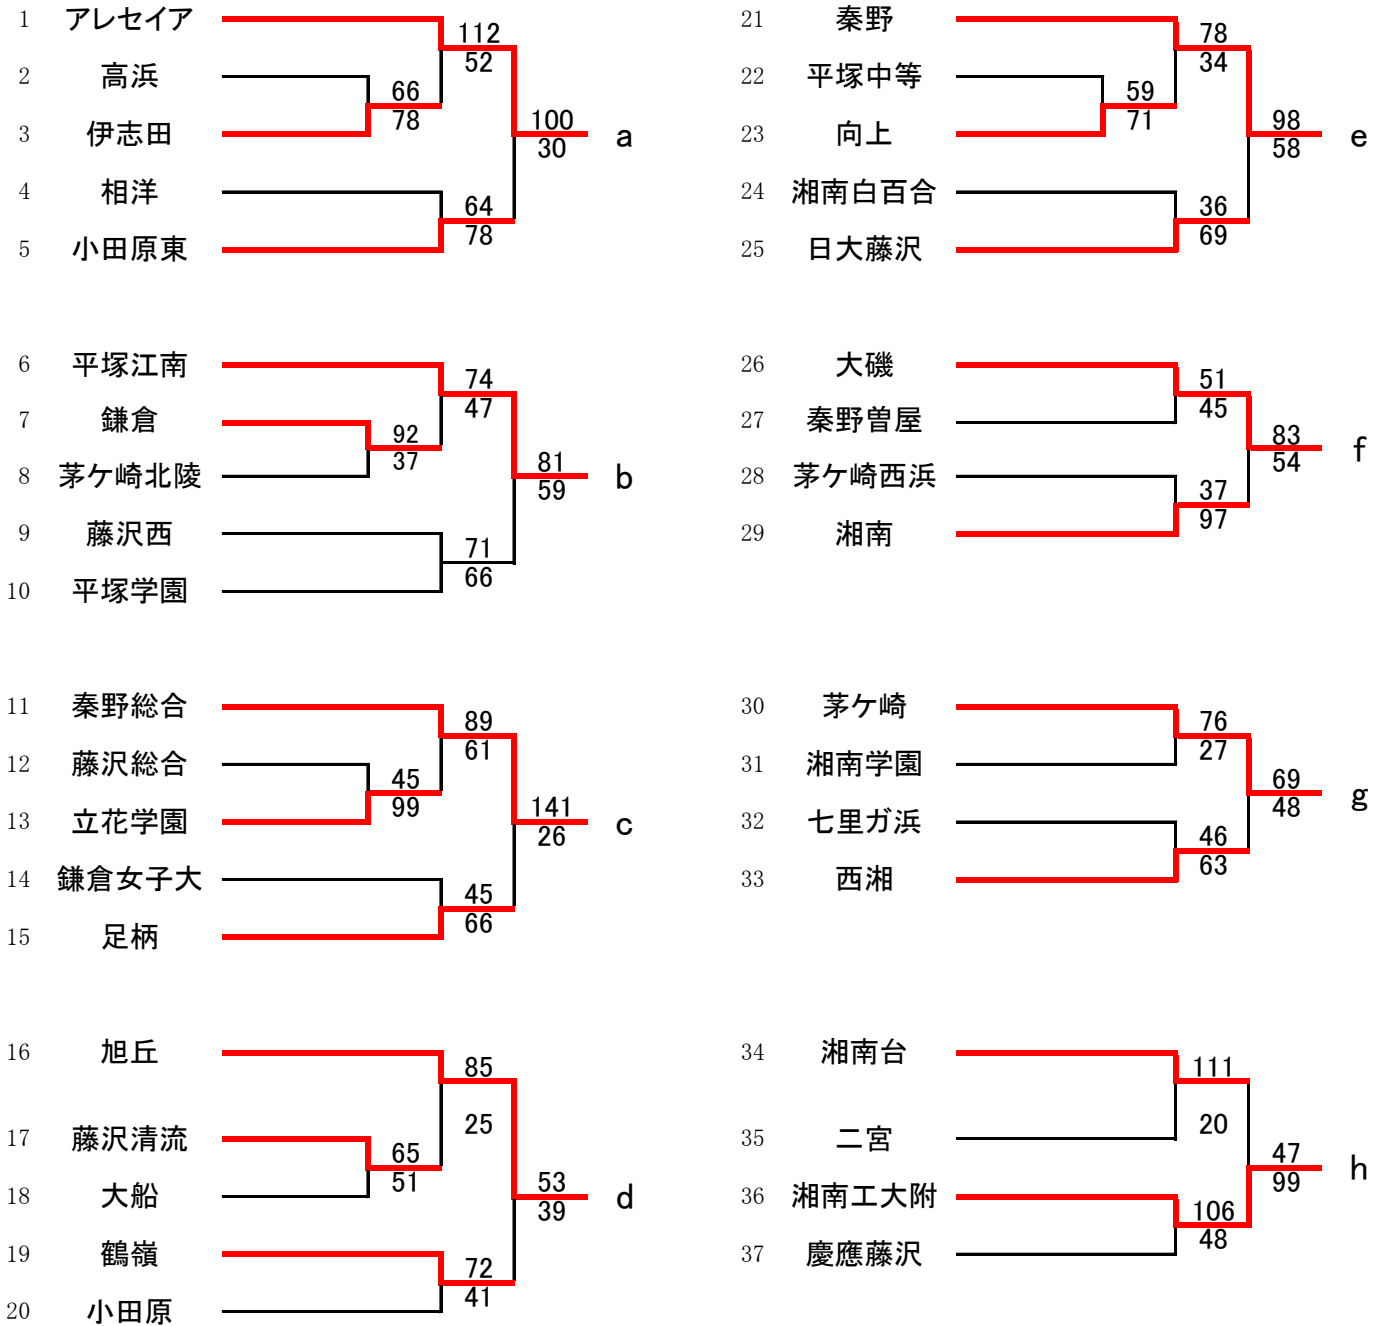 1 アレセイア
112
52
2 高浜
66
78
3 伊志田
100
30
a
4 相洋
64
78
5 小田原東
6 平塚江南
74
47
7 鎌倉
92
37
8 茅ケ崎北陵
81
59
b
9 藤沢西
71
66
10 平塚学園
11 秦野総合
89
61
12 藤沢総合
45
99
13 立花学園
141
26
c
14 鎌倉女子大
45
66
15 足柄
16 旭丘
85
25
17 藤沢清流
65
51
18 大船
53
39
d
19 鶴嶺
72
41
20 小田原
21 秦野
78
34
22 平塚中等
59
71
23 向上
98
58
e
24 湘南白百合
36
69
25 日大藤沢
26 大磯
51
45
27 秦野曽屋
83
54
f
28 茅ケ崎西浜
37
97
29 湘南
30 茅ケ崎
76
27
31 湘南学園
69
48
g
32 七里ガ浜
46
63
33 西湘
34 湘南台
111
20
35 二宮
47
99
h
36 湘南工大附
106
48
37 慶應藤沢